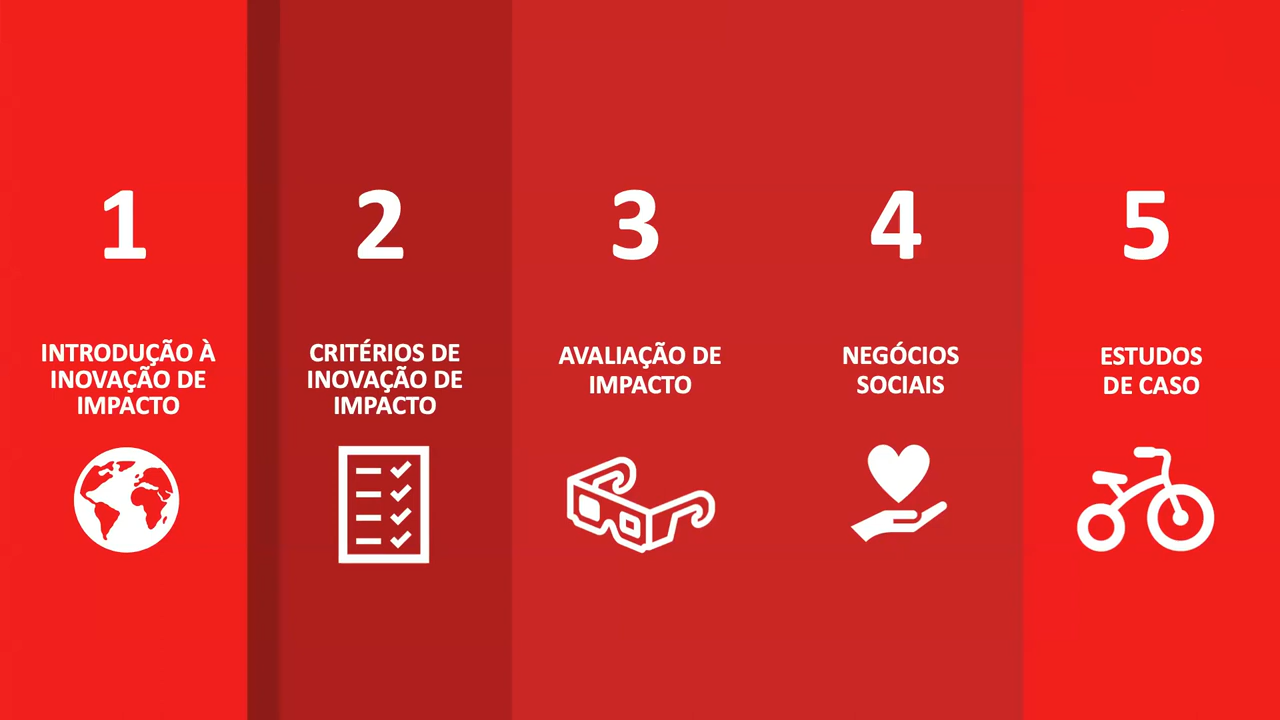 1
INTRODUÇÃO À
INOVAÇÃO DE
IMPACTO
2
CRITÉRIOS DE
INOVAÇÃO DE
IMPACTO
3
AVALIAÇÃO DE
IMPACTO
4
NEGÓCIOS
SOCIAIS
5
ESTUDOS
DE CASO